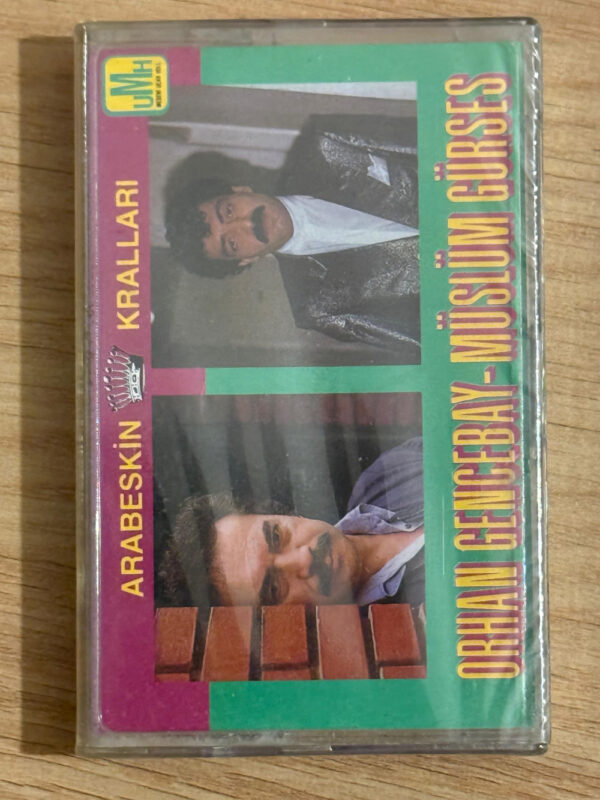 ARABESKİN KRALLARI
UMH
ORHAN GENCEBAY - MÜSLÜM GÜRSES